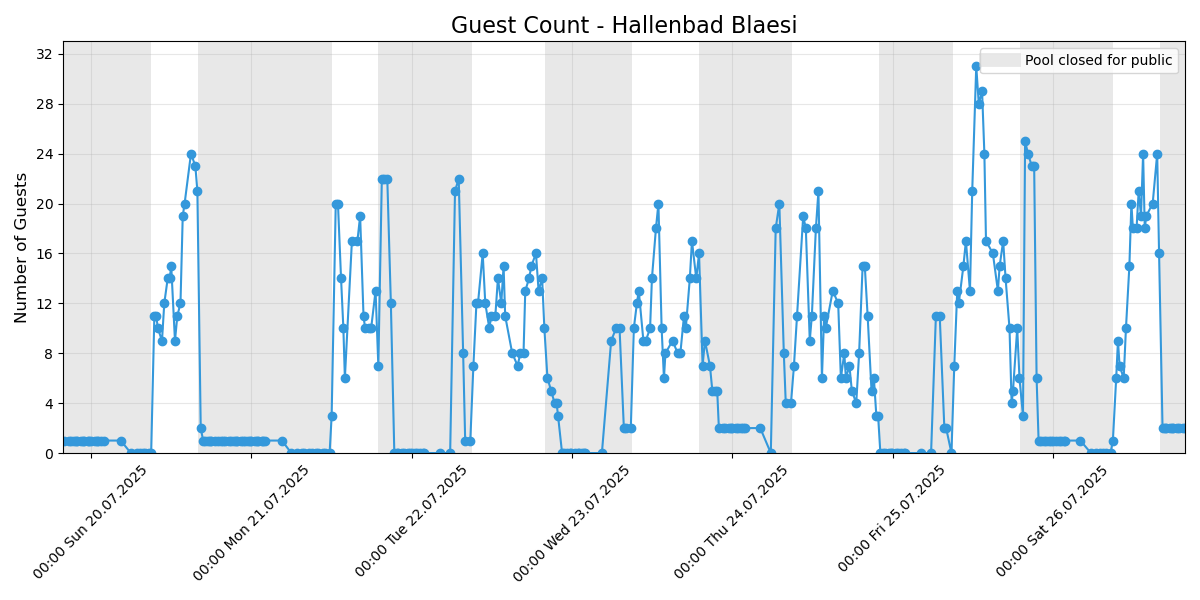 Guest Count - Hallenbad Blaesi
Pool closed for public
Number of Guests
32
28
24
20
16
12
8
4
0
00:00 Sun 20.07.2025
00:00 Mon 21.07.2025
00:00 Tue 22.07.2025
00:00 Wed 23.07.2025
00:00 Thu 24.07.2025
00:00 Fri 25.07.2025
00:00 Sat 26.07.2025